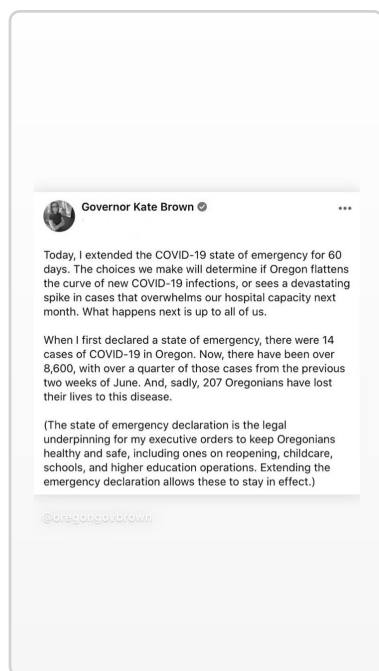 Governor Kate Brown
Today, I extended the COVID-19 state of emergency for 60
days. The choices we make will determine if Oregon flattens
the curve of new COVID-19 infections, or sees a devastating
spike in cases that overwhelms our hospital capacity next
month. What happens next is up to all of us.
When I first declared a state of emergency, there were 14
cases of COVID-19 in Oregon. Now, there have been over
8,600, with over a quarter of those cases from the previous
two weeks of June. And, sadly, 207 Oregonians have lost
their lives to this disease.
(The state of emergency declaration is the legal
underpinning for my executive orders to keep Oregonians
healthy and safe, including ones on reopening, childcare,
schools, and higher education operations. Extending the
emergency declaration allows these to stay in effect.)
@oregongovbrown